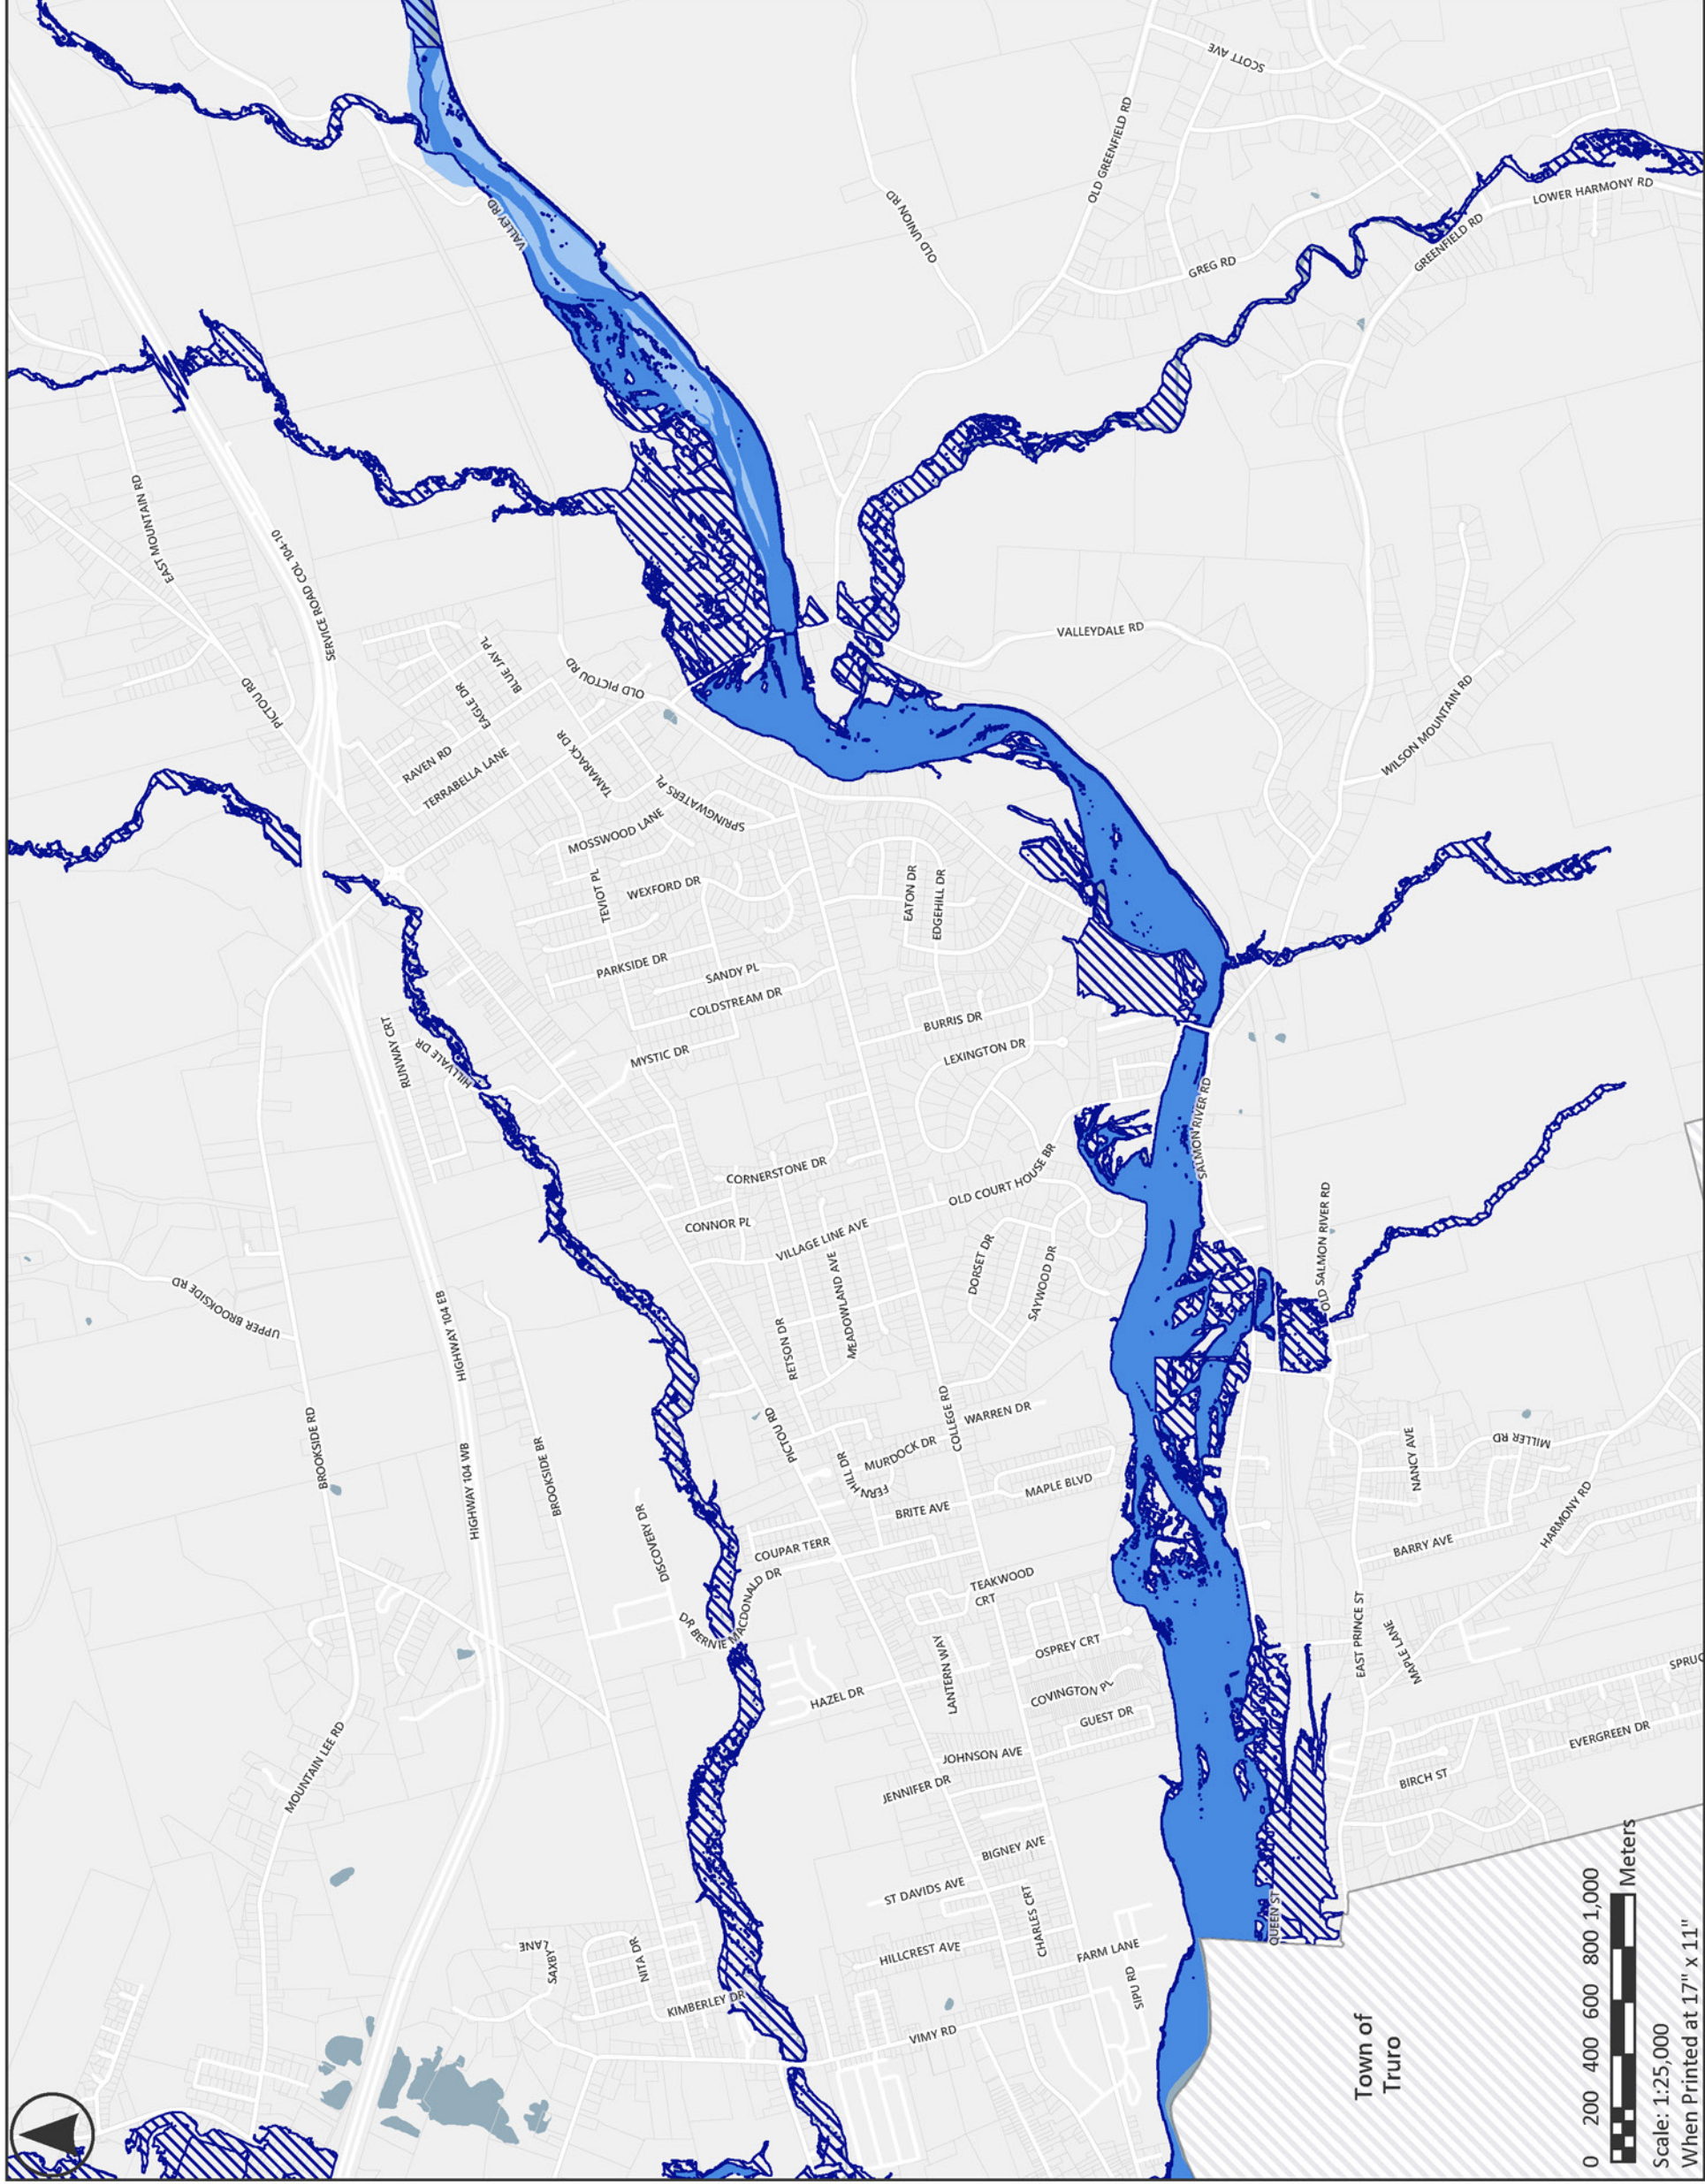 EAST MOUNTAIN RD
UPPER BROOKSIDE RD
PICTOU RD
SERVICE ROAD COL 104-10
MOUNTAIN LEE RD
BROOKSIDE RD
RUNWAY CRT
HILLVALE DR
RAVEN RD
HIGHWAY 104 EB
HIGHWAY 104 WB
TERRABELLA LANE
EAGLE DR
BLUE JAY PL
VALLEY RD
SAXBY
LANE
BROOKSIDE BR
TAMARACK DR
OLD PICTOU RD
TEVIOT PL
MOSSWOOD LANE
NITA DR
DISCOVERY DR
PARKSIDE DR
WEXFORD DR
MYSTIC DR
SPRINGWATERS PL
KIMBERLEY DR
DR BERNIE MACDONALD DR
CONNOR PL
SANDY PL
COLDSTREAM DR
CORNERSTONE DR
COUPAR TERR
PICTOU RD
RETSON DR
VILLAGE LINE AVE
HAZEL DR
FERN HILL DR
MEADOWLAND AVE
MURDOCK DR
EATON DR
OLD UNION RD
VIMY RD
HILLCREST AVE
ST DAVIDS AVE
JENNIFER DR
BRITE AVE
EDGEHILL DR
BURRIS DR
LANTERN WAY
COLLEGE RD
JOHNSON AVE
TEAKWOOD
CRT
DORSET DR
LEXINGTON DR
WARREN DR
OLD COURT HOUSE BR
BIGNEY AVE
CHARLES CRT
SAYWOOD DR
MAPLE BLVD
OSPREY CRT
COVINGTON PL
GUEST DR
FARM LANE
VALLEYDALE RD
OLD GREENFIELD RD
SIPU RD
SALMON RIVER RD
GREG RD
SCOTT AVE
QUEEN ST
OLD SALMON RIVER RD
EAST PRINCE ST
MAPLE LANE
NANCY AVE
WILSON MOUNTAIN RD
BARRY AVE
BIRCH ST
GREENFIELD RD
MILLER RD
HARMONY RD
LOWER HARMONY RD
EVERGREEN DR
SPRUC
Town of
Truro
0 200 400 600 800 1,000
Meters
Scale: 1:25,000
When Printed at 17" x 11"